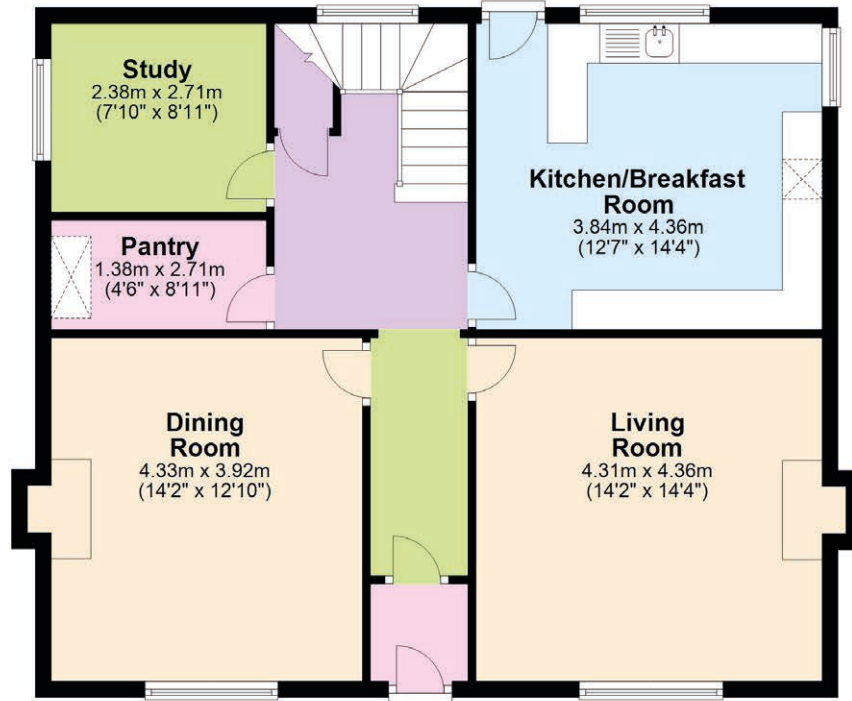 Study
2.38m x 2.71m
(7'10" x 8'11")
Pantry
1.38m x 2.71m
(4'6" x 8'11")
Kitchen/Breakfast
Room
3.84m x 4.36m
(12'7" x 14'4")
Dining
Room
4.33m x 3.92m
(14'2" x 12'10")
Living
Room
4.31m x 4.36m
(14'2" x 14'4")